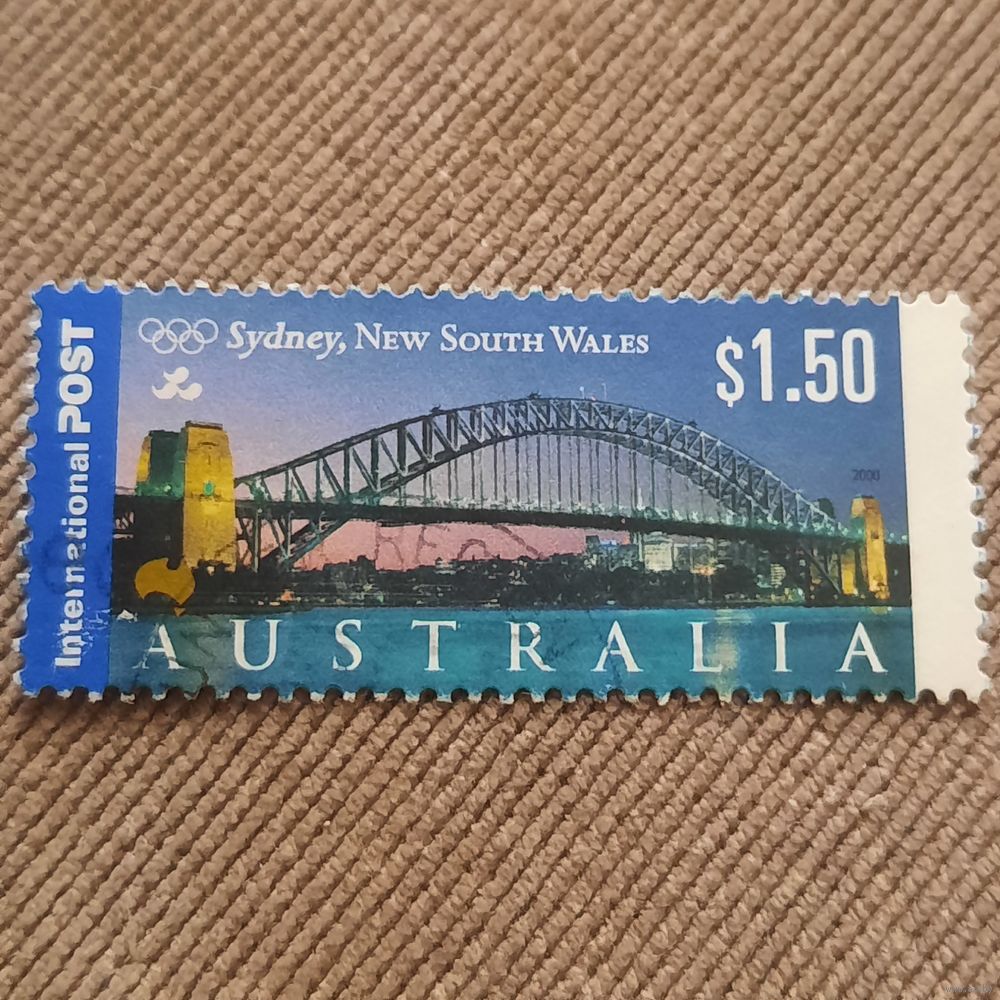 International POST
Sydney, NEW SOUTH WALES
$1.50
2000
AUSTRALIA